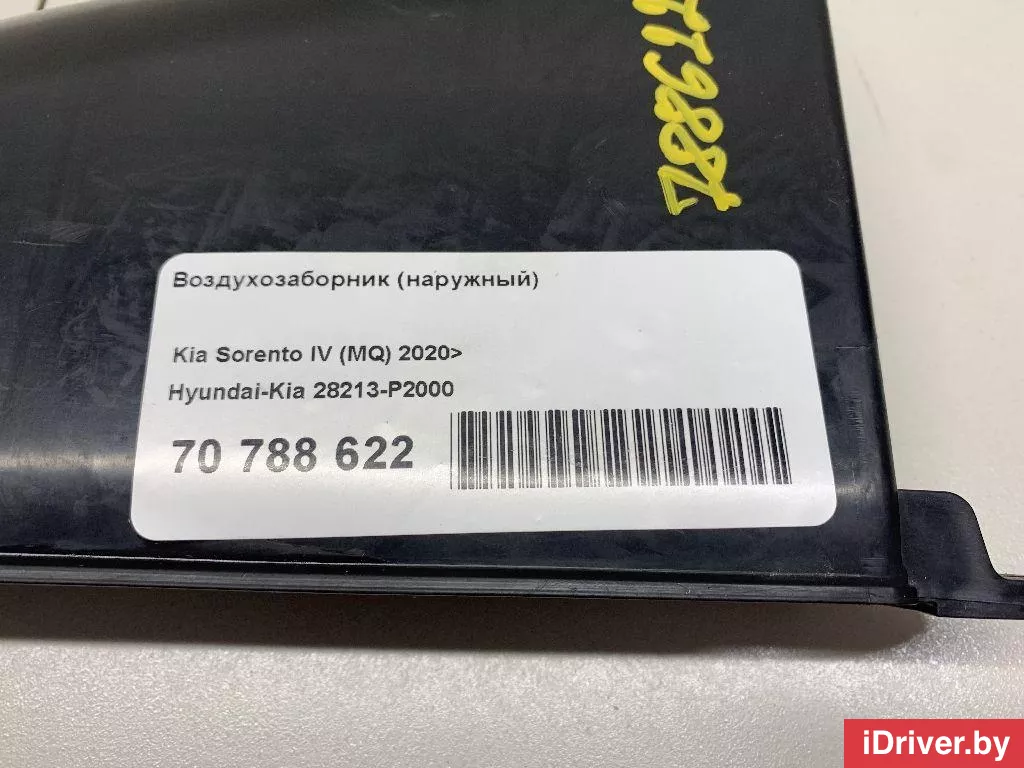 Воздухозаборник (наружный)
Kia Sorento IV (MQ) 2020>
Hyundai-Kia 28213-P2000
70 788 622
iDriver.by